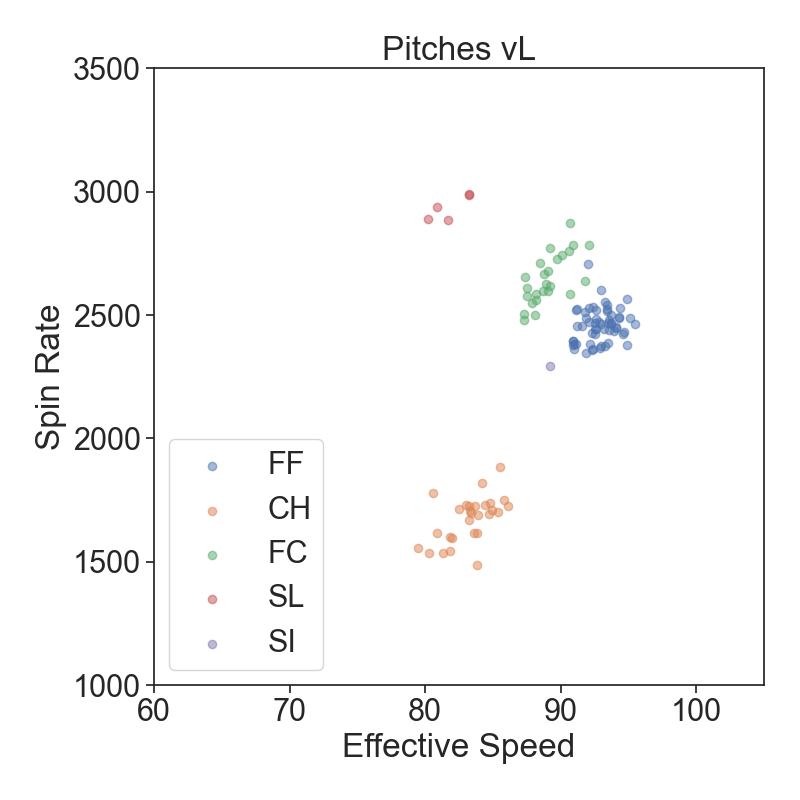 Pitches vL
3500
3000
2500
2000
1500
1000
Spin Rate
FF
CH
FC
SL
SI
60 70 80 90 100
Effective Speed